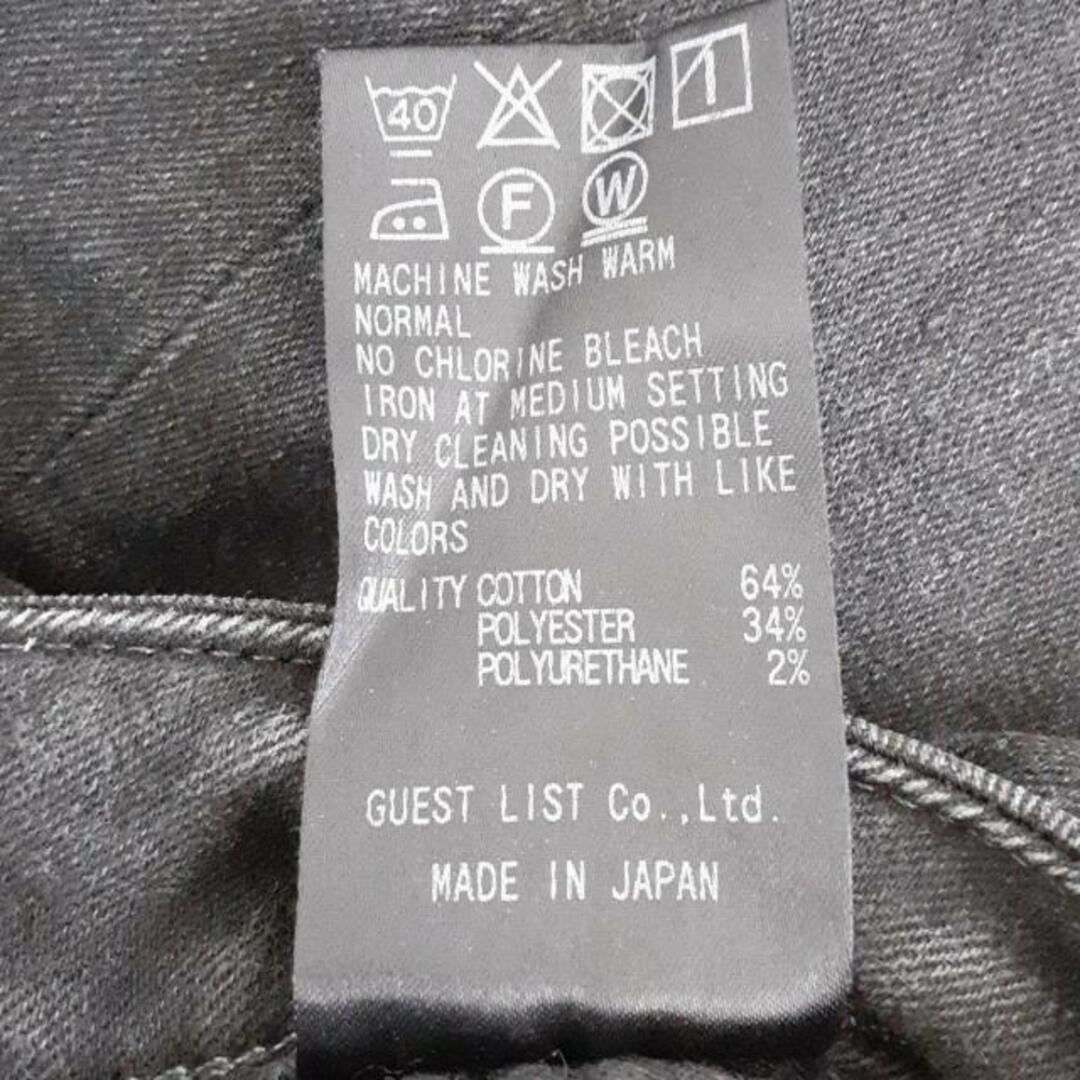 40
F W
MACHINE WASH WARM
NORMAL
NO CHLORINE BLEACH
IRON AT MEDIUM SETTING
DRY CLEANING POSSIBLE
WASH AND DRY WITH LIKE
COLORS
QUALITY COTTON 64%
POLYESTER 34%
POLYURETHANE 2%
GUEST LIST Co.,Ltd.
MADE IN JAPAN